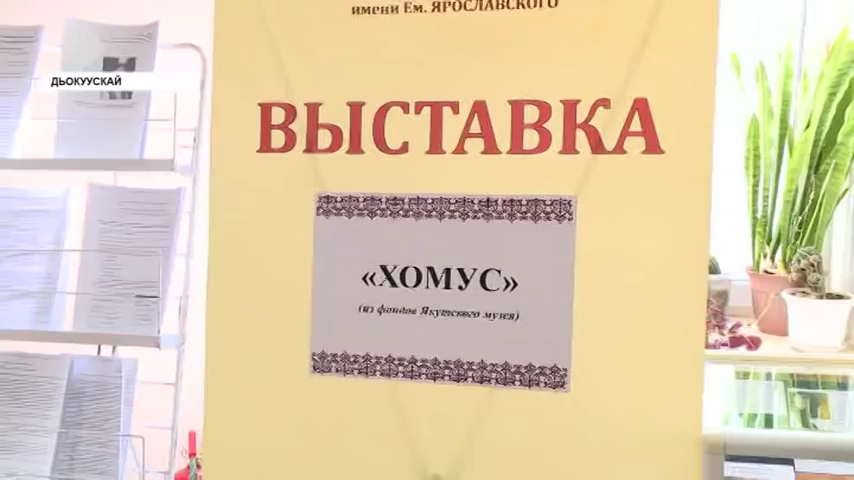 имени Ем. ЯРОСЛАВСКОГО
ДЬОКУУСКАЙ
ВЫСТАВКА
«ХОМУС»
(из фондов Якутского музея)